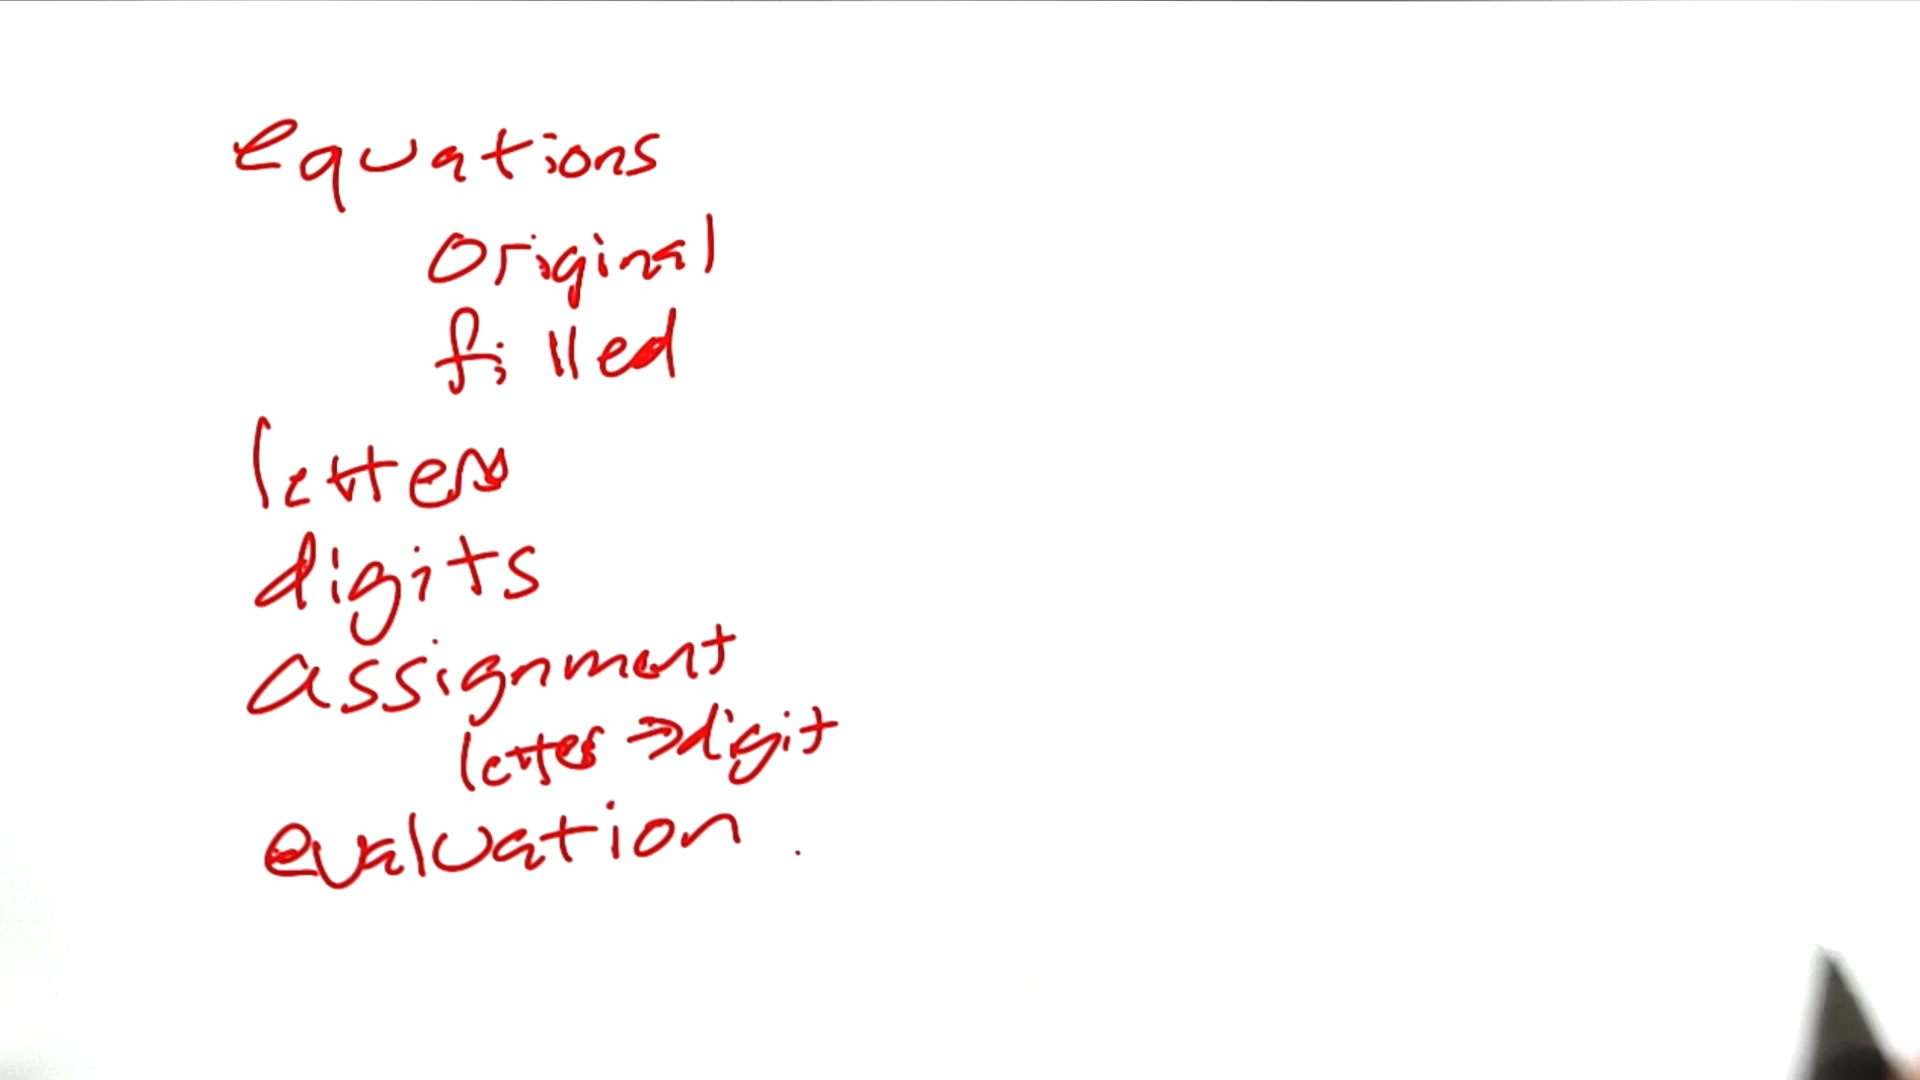 equations
original
filled
letters
digits
assignment
letter → digit
evaluation